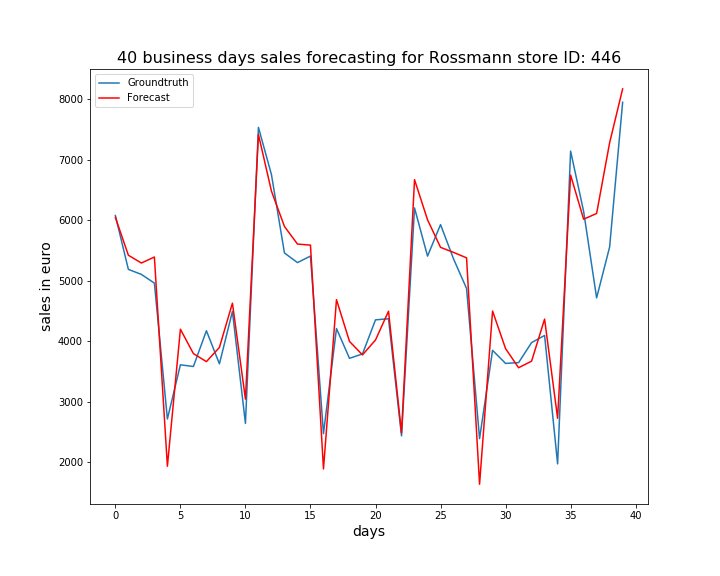 40 business days sales forecasting for Rossmann store ID: 446
Groundtruth
Forecast
8000
7000
6000
5000
4000
3000
2000
sales in euro
0 5 10 15 20 25 30 35 40
days